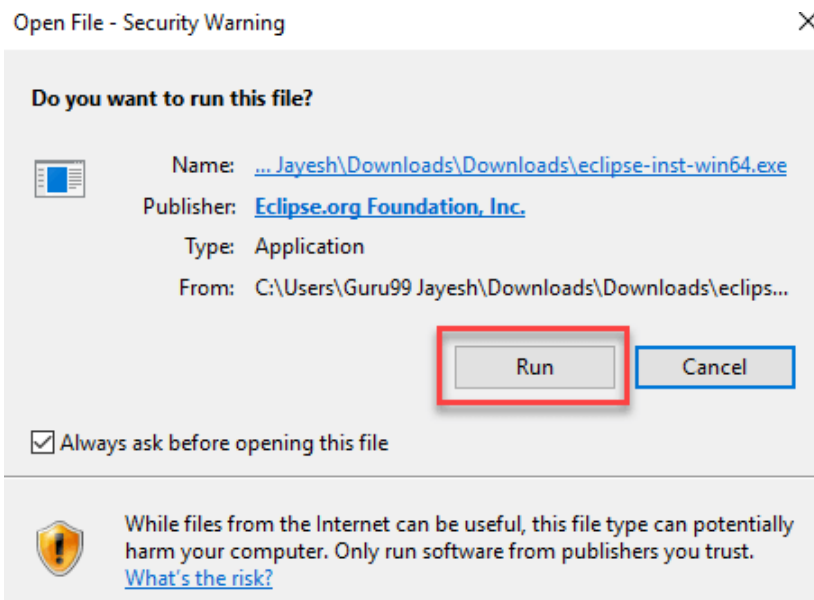 Open File - Security Warning
Do you want to run this file?
Name: ... Jayesh\Downloads\Downloads\eclipse-inst-win64.exe
Publisher: Eclipse.org Foundation, Inc.
Type: Application
From: C:\Users\Guru99 Jayesh\Downloads\Downloads\eclips...
Run Cancel
Always ask before opening this file
While files from the Internet can be useful, this file type can potentially
harm your computer. Only run software from publishers you trust.
What's the risk?